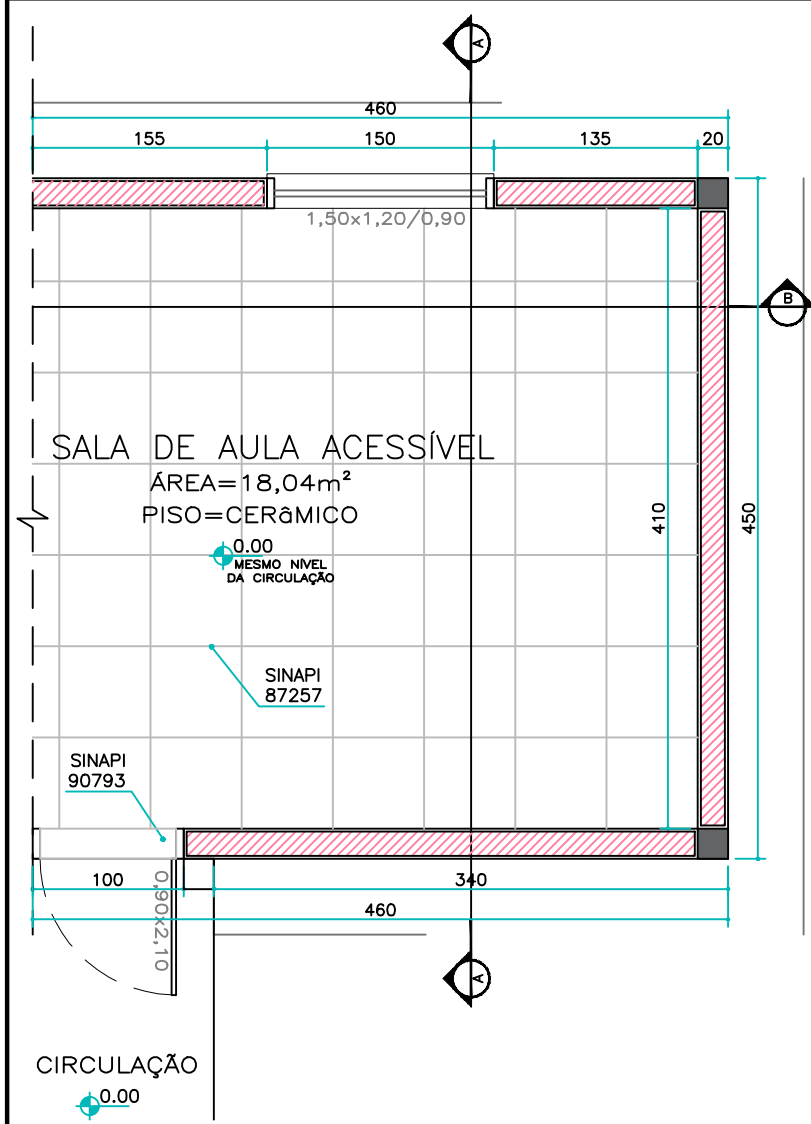 A
460
155
150
135
20
1,50x1,20/0,90
B
SALA DE AULA ACESSÍVEL
ÁREA=18,04m²
PISO=CERâMICO
410
450
0.00
MESMO NÍVEL
DA CIRCULAÇÃO
SINAPI
87257
SINAPI
90793
100
340
0,90x2,10
460
A
CIRCULAÇÃO
0.00